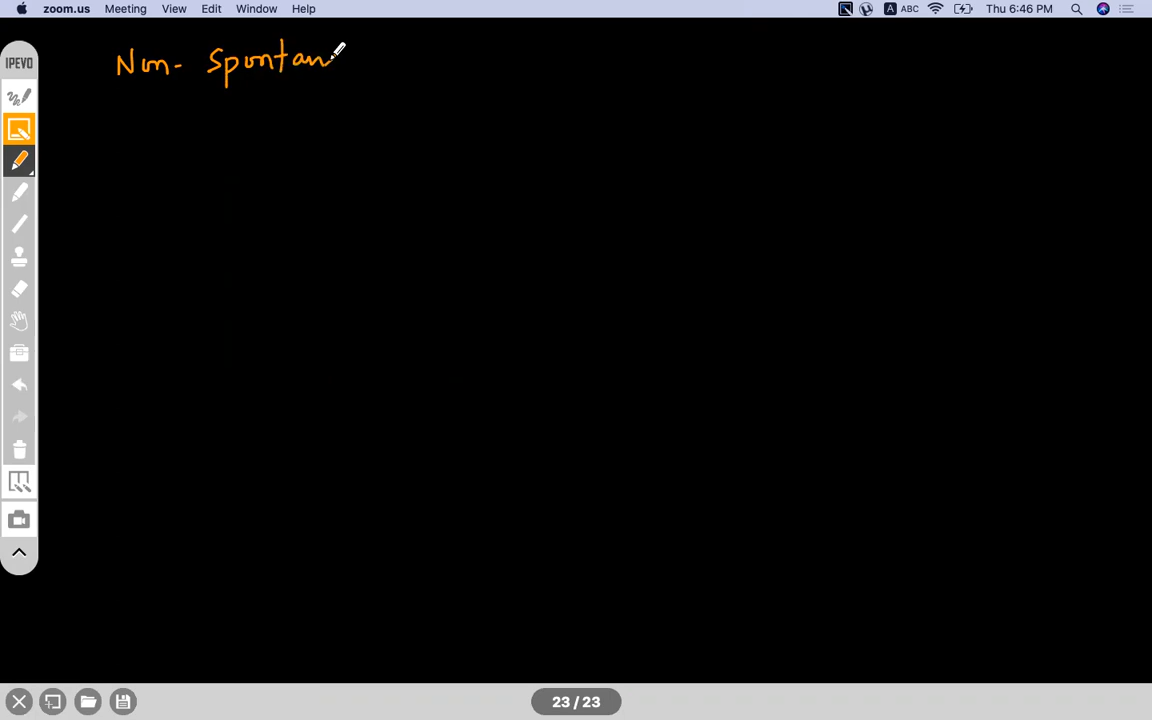 zoom.us Meeting View Edit Window Help A ABC Thu 6:46 PM
IPEVO
Non- Spontan
23 / 23